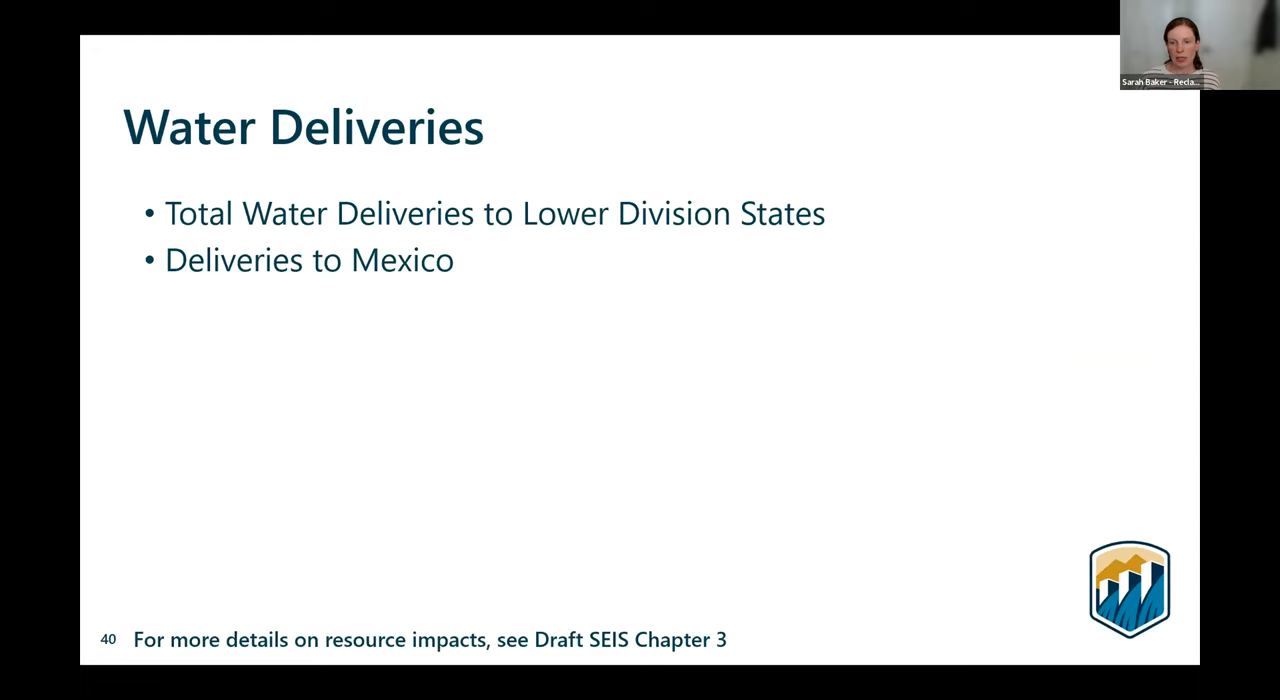 Sarah Baker - Recla...
Water Deliveries
• Total Water Deliveries to Lower Division States
• Deliveries to Mexico
40 For more details on resource impacts, see Draft SEIS Chapter 3